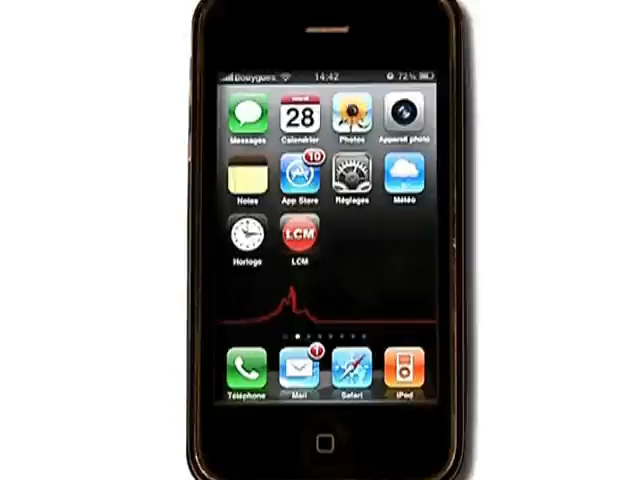 Bouygues 14:42 72%
28
Messages Calendrier Photos Appareil photo
10
Notes App Store Réglages Météo
LCM
Horloge LCM
1
Téléphone Mail Safari iPod